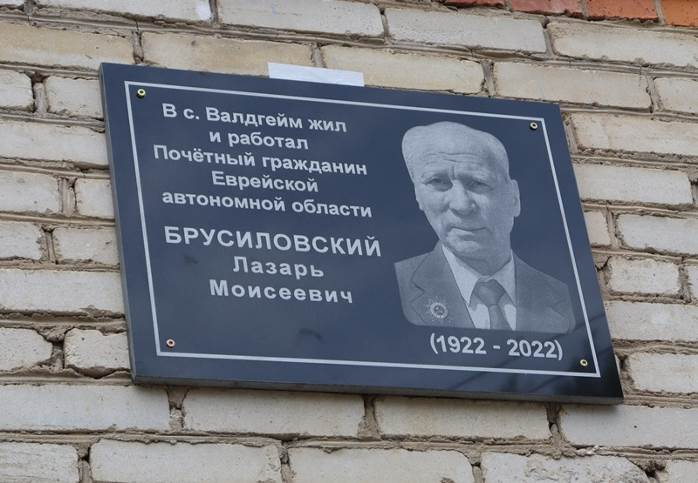 В с. Валдгейм жил
и работал
Почётный гражданин
Еврейской
автономной области
БРУСИЛОВСКИЙ
Лазарь
Моисеевич
(1922 - 2022)